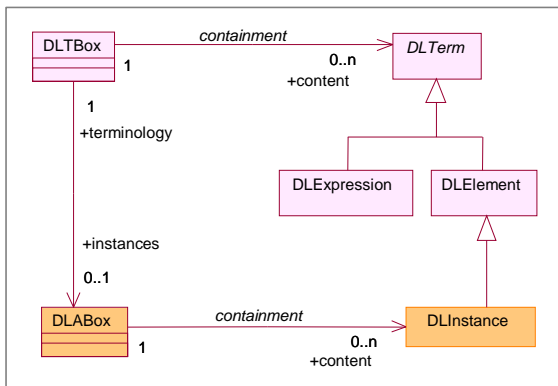 DLTBox
containment
DLTerm
1
0..n
+content
1
+terminology
DLExpression
DLElement
+instances
0..1
DLABox
containment
DLInstance
1
0..n
+content